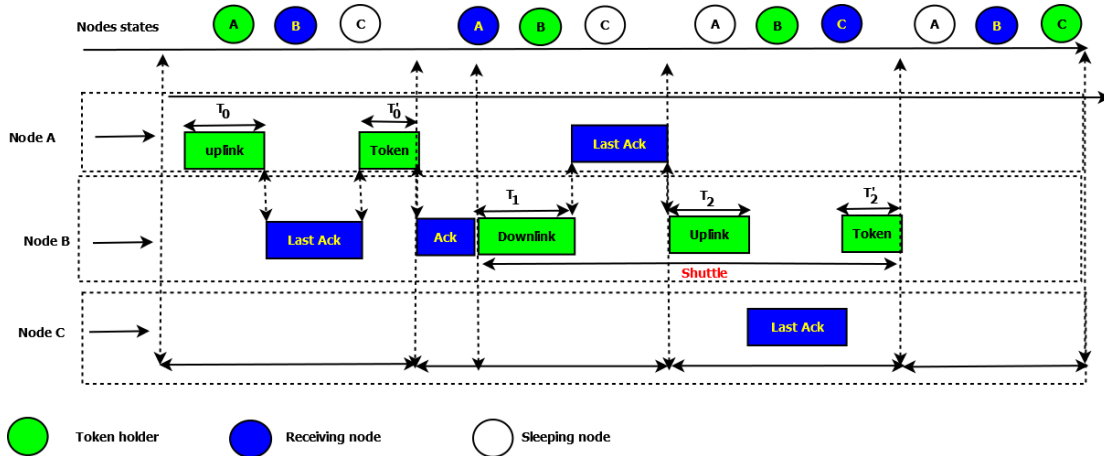 Nodes states A B C A B C A B C A B C
T0 T'0
Node A uplink Token Last Ack
T1 T2 T'2
Node B Last Ack Ack Downlink Uplink Token
Shuttle
Node C Last Ack
Token holder Receiving node Sleeping node